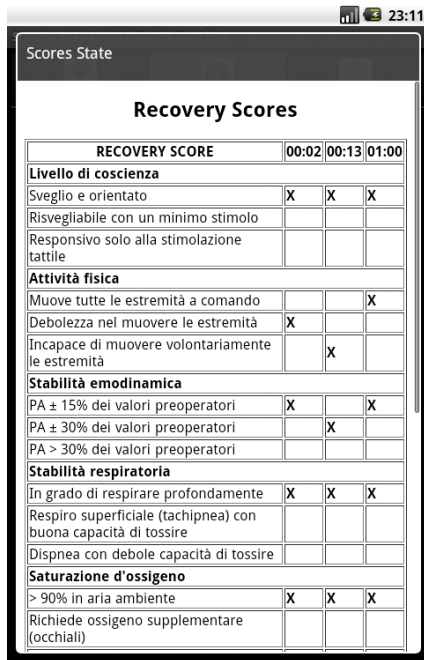 23:11
Scores State
Recovery Scores
RECOVERY SCORE 00:02 00:13 01:00
Livello di coscienza
Sveglio e orientato X X X
Risvegliabile con un minimo stimolo
Responsivo solo alla stimolazione
tattile
Attività fisica
Muove tutte le estremità a comando X
Debolezza nel muovere le estremità X
Incapace di muovere volontariamente X
le estremità
Stabilità emodinamica
PA ± 15% dei valori preoperatori X X
PA ± 30% dei valori preoperatori X
PA > 30% dei valori preoperatori
Stabilità respiratoria
In grado di respirare profondamente X X X
Respiro superficiale (tachipnea) con
buona capacità di tossire
Dispnea con debole capacità di tossire
Saturazione d'ossigeno
> 90% in aria ambiente X X X
Richiede ossigeno supplementare
(occhiali)